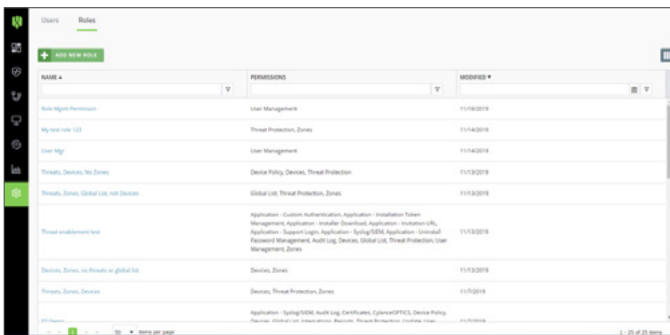 Users Roles
ADD NEW ROLE
NAME PERMISSIONS MODIFIED
Role Mgmt Permission User Management 11/18/2019
My test role 123 Threat Protection, Zones 11/14/2019
User Mgr User Management 11/14/2019
Threats, Devices, No Zones Device Policy, Devices, Threat Protection 11/13/2019
Threats, Zones, Global List, not Devices Global List, Threat Protection, Zones 11/13/2019
Application - Custom Authentication, Application - Installation Token
Management, Application - Installer Download, Application - Invitation URL,
Threat enablement test Application - Support Login, Application - Syslog/SIEM, Application - Uninstall 11/13/2019
Password Management, Audit Log, Devices, Global List, Threat Protection, User
Management, Zones
Devices, Zones, no threats or global list Devices, Zones 11/13/2019
Threats, Zones, Devices Devices, Threat Protection, Zones 11/7/2019
Application - Syslog/SIEM, Audit Log, Certificates, CylanceOPTICS, Device Policy,
1 50 items per page 1 - 25 of 25 items